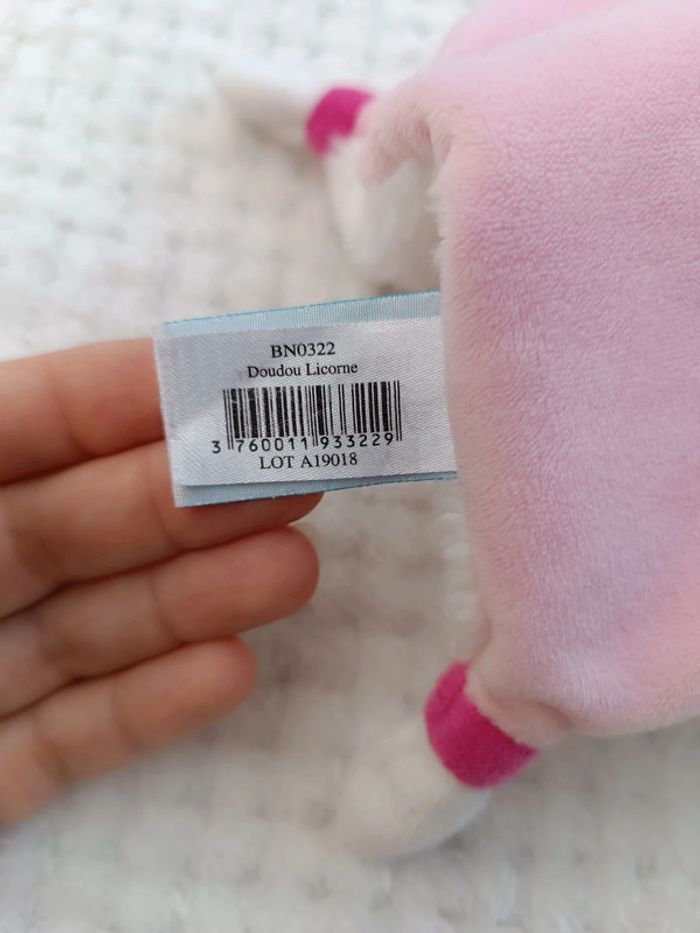 BN0322
Doudou Licorne
3 760011 933229
LOT A19018